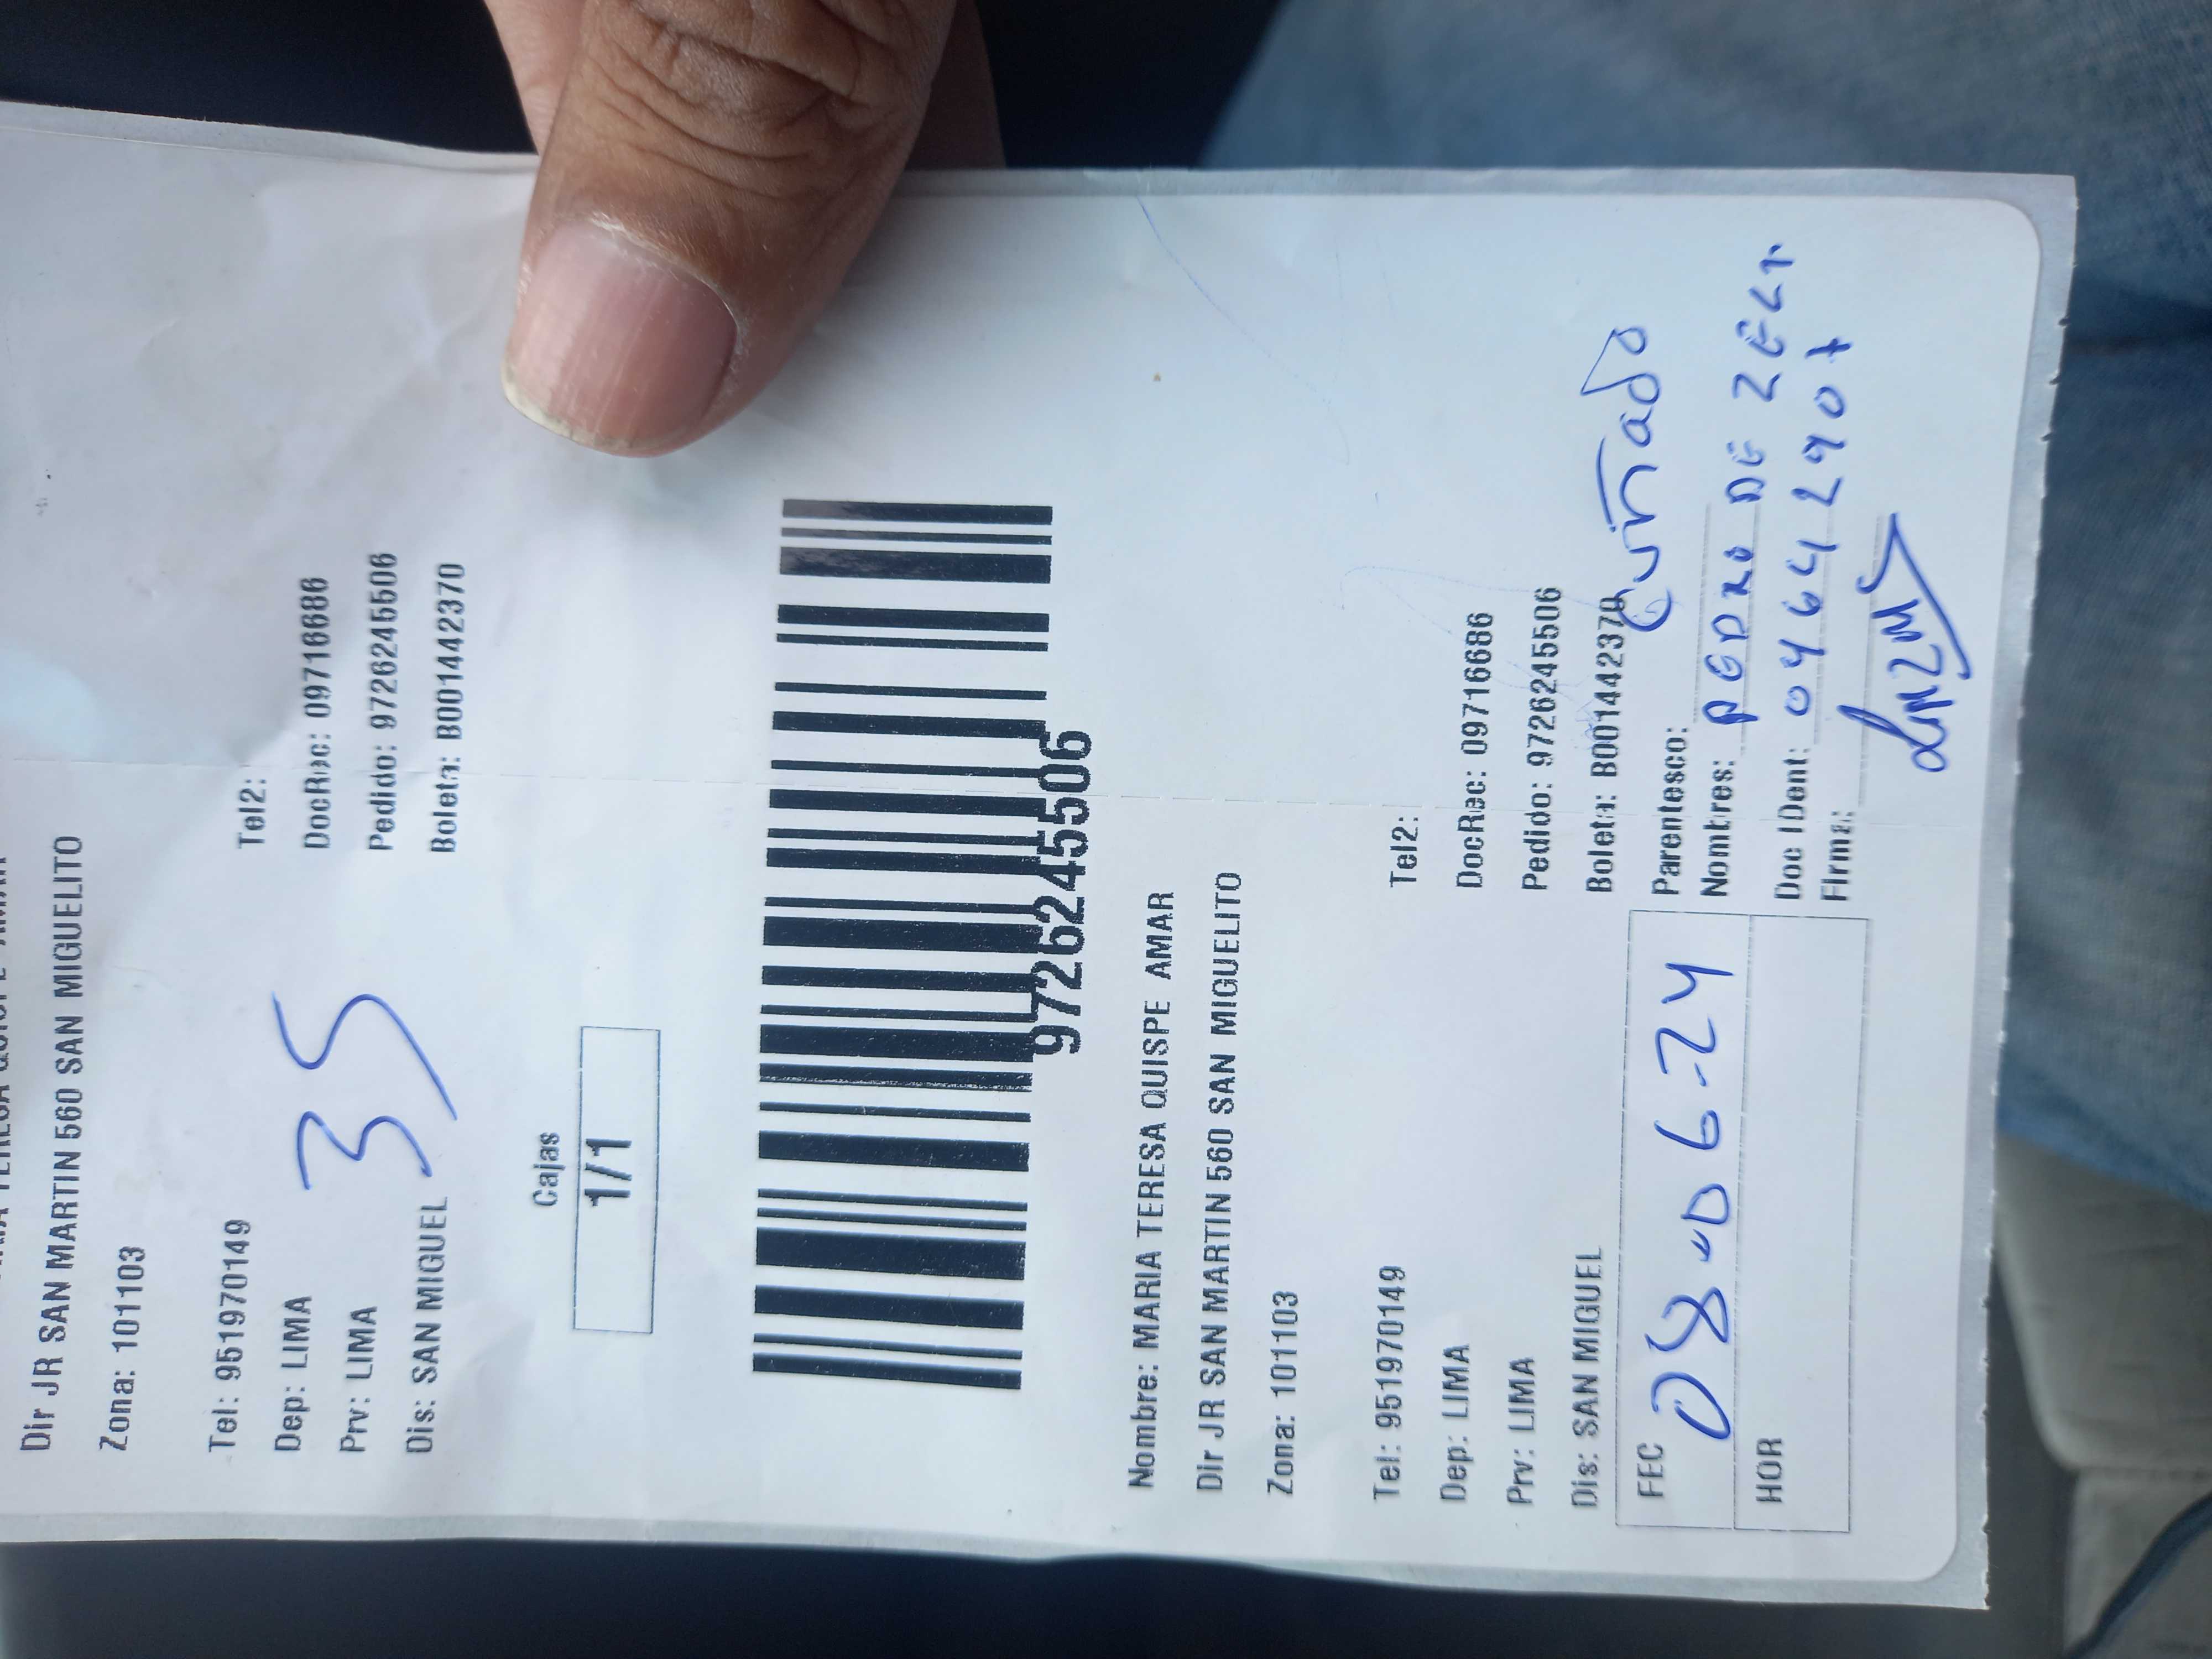 Dir JR SAN MARTIN 560 SAN MIGUELITO
Zona: 101103
Tel: 951970149 Tel2:
Dep: LIMA DocRec: 09716686
Prv: LIMA Pedido: 9726245506
Dis: SAN MIGUEL Boleta: B001442370
35
Cajas
1/1
9726245506
Nombre: MARIA TERESA QUISPE AMAR
Dir JR SAN MARTIN 560 SAN MIGUELITO
Zona: 101103
Tel: 951970149 Tel2:
Dep: LIMA DocRec: 09716686
Prv: LIMA Pedido: 9726245506
Dis: SAN MIGUEL Boleta: B001442370
FEC 08-06-24 Parentesco: Cuñado
Nombres: PEDRO DE
HOR Doc IDent:
Firma: